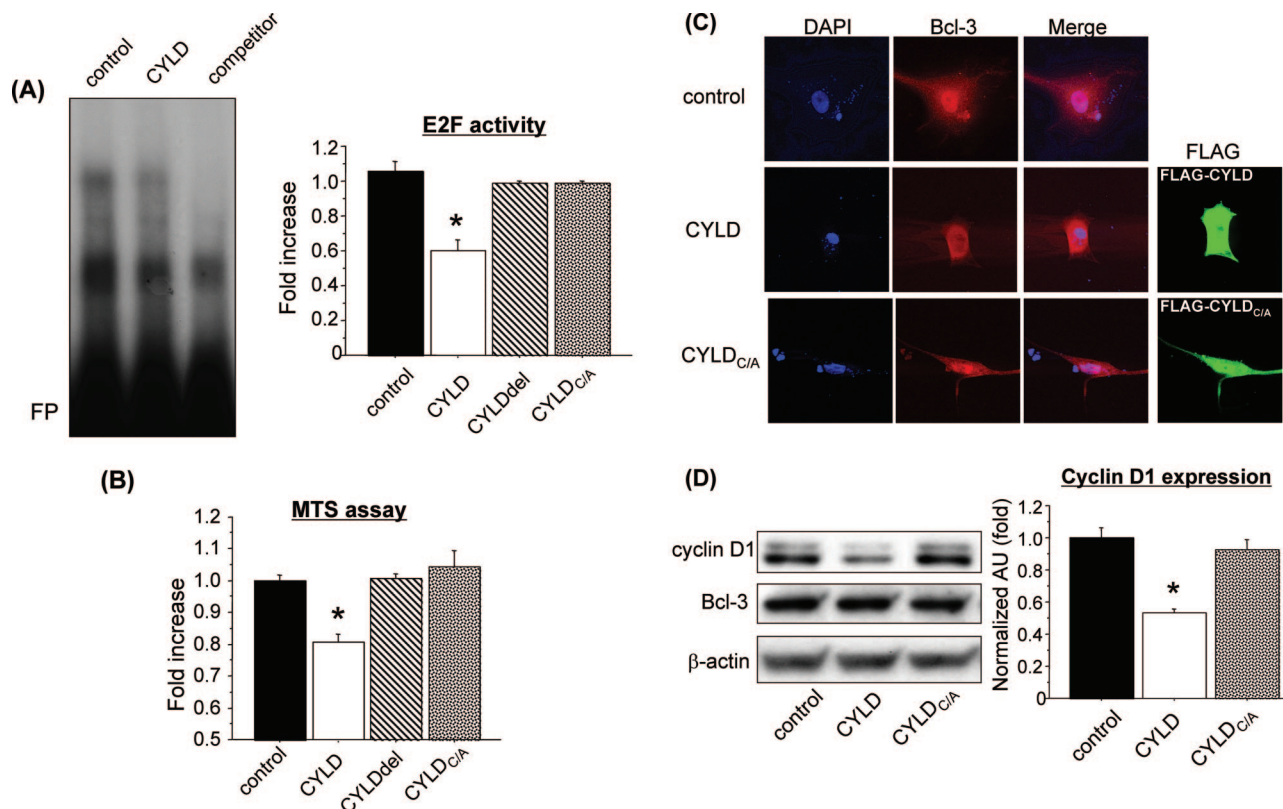 (A)
control
CYLD
competitor
FP
E2F activity
Fold increase
1.2
1.0
0.8
0.6
0.4
0.2
0
*
control
CYLD
CYLDdel
CYLDC/A
(B)
MTS assay
Fold increase
1.2
1.1
1.0
0.9
0.8
0.7
0.6
0.5
*
control
CYLD
CYLDdel
CYLDC/A
(C)
DAPI
Bcl-3
Merge
control
FLAG
CYLD
FLAG-CYLD
CYLDC/A
FLAG-CYLDC/A
(D)
cyclin D1
Bcl-3
β-actin
control
CYLD
CYLDC/A
Cyclin D1 expression
Normalized AU (fold)
1.2
1.0
0.8
0.6
0.4
0.2
0
*
control
CYLD
CYLDC/A